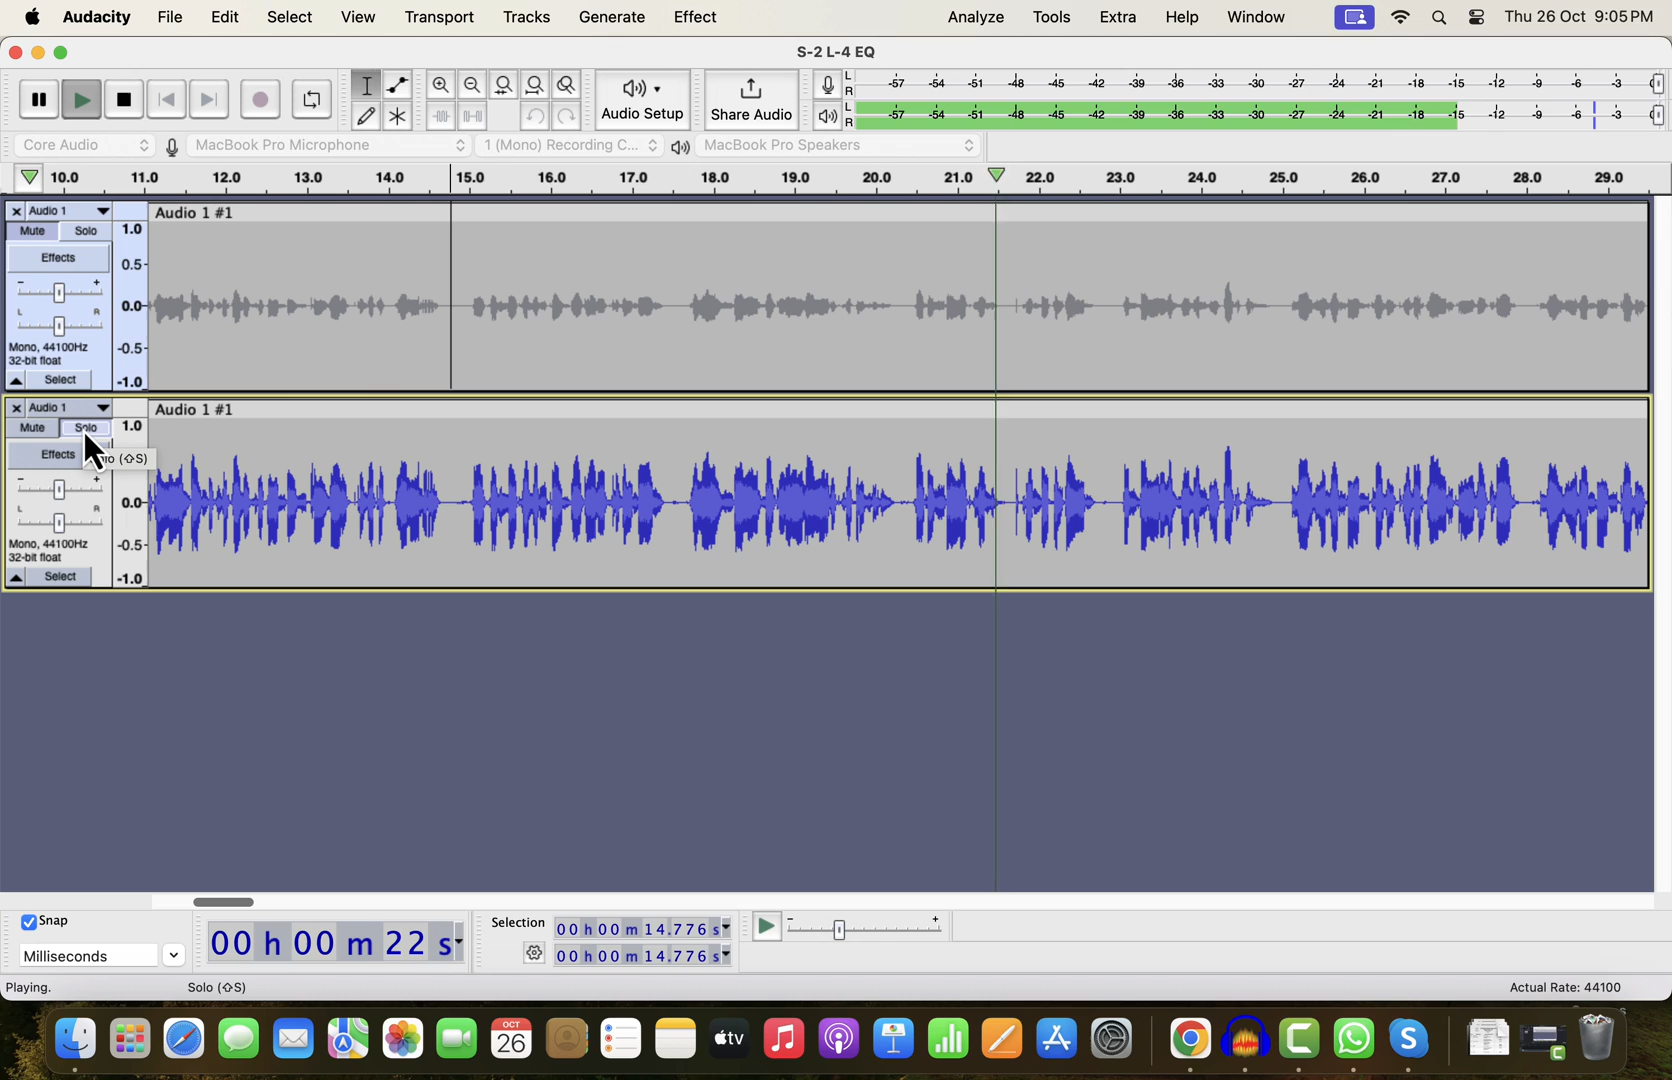 Audacity File Edit Select View Transport Tracks Generate Effect Analyze Tools Extra Help Window Thu 26 Oct 9:05 PM
S-2 L-4 EQ
L -57 -54 -51 -48 -45 -42 -39 -36 -33 -30 -27 -24 -21 -18 -15 -12 -9 -6 -3
R
Audio Setup
Share Audio
L -57 -54 -51 -48 -45 -42 -39 -36 -33 -30 -27 -24 -21 -18 -15 -12 -9 -6 -3
R
Core Audio MacBook Pro Microphone 1 (Mono) Recording C... MacBook Pro Speakers
10.0 11.0 12.0 13.0 14.0 15.0 16.0 17.0 18.0 19.0 20.0 21.0 22.0 23.0 24.0 25.0 26.0 27.0 28.0 29.0
Audio 1 Audio 1 #1
Mute Solo 1.0
Effects 0.5-
- +
0.0-
L R
Mono, 44100Hz -0.5-
32-bit float
Select -1.0
Audio 1 Audio 1 #1
Mute Solo 1.0
Effects (⇧S)
- +
0.0-
L R
Mono, 44100Hz -0.5-
32-bit float
Select -1.0
Snap
Milliseconds
00 h 00 m 22 s
Selection 00 h 00 m 14.776 s
00 h 00 m 14.776 s
- +
Playing. Solo (⇧S) Actual Rate: 44100
OCT
26
tv